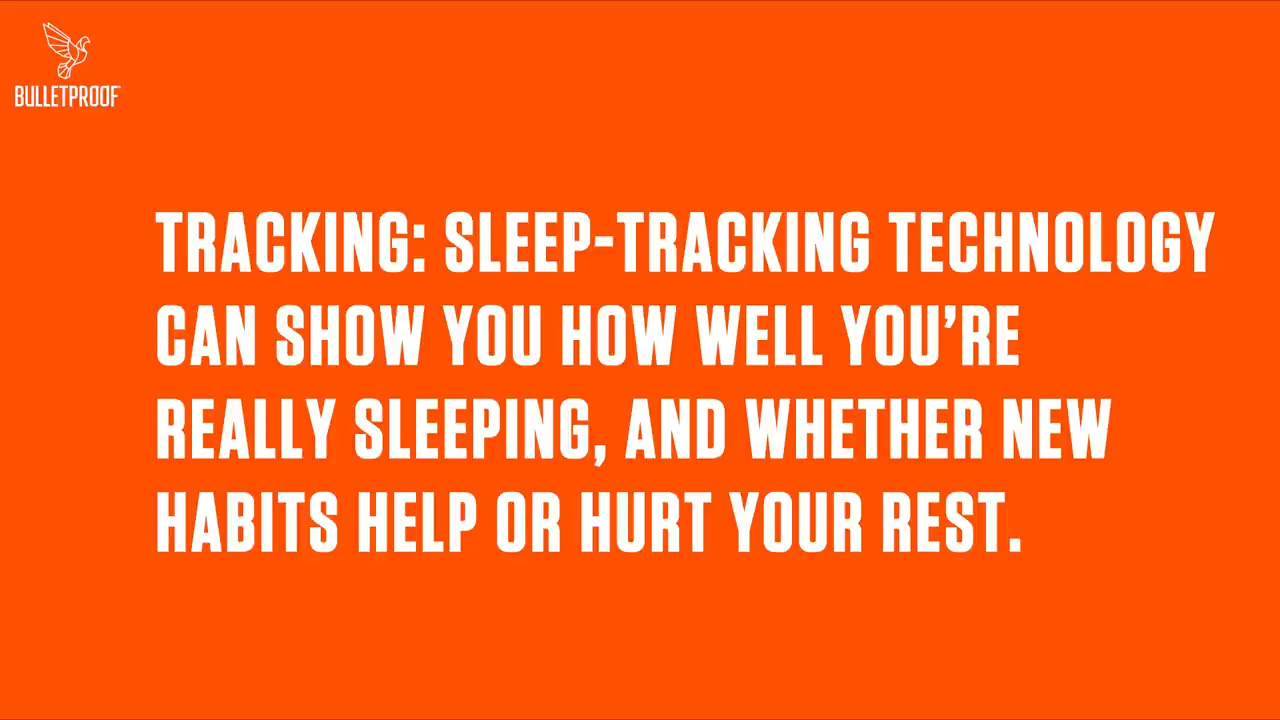 BULLETPROOF
TRACKING: SLEEP-TRACKING TECHNOLOGY
CAN SHOW YOU HOW WELL YOU’RE
REALLY SLEEPING, AND WHETHER NEW
HABITS HELP OR HURT YOUR REST.